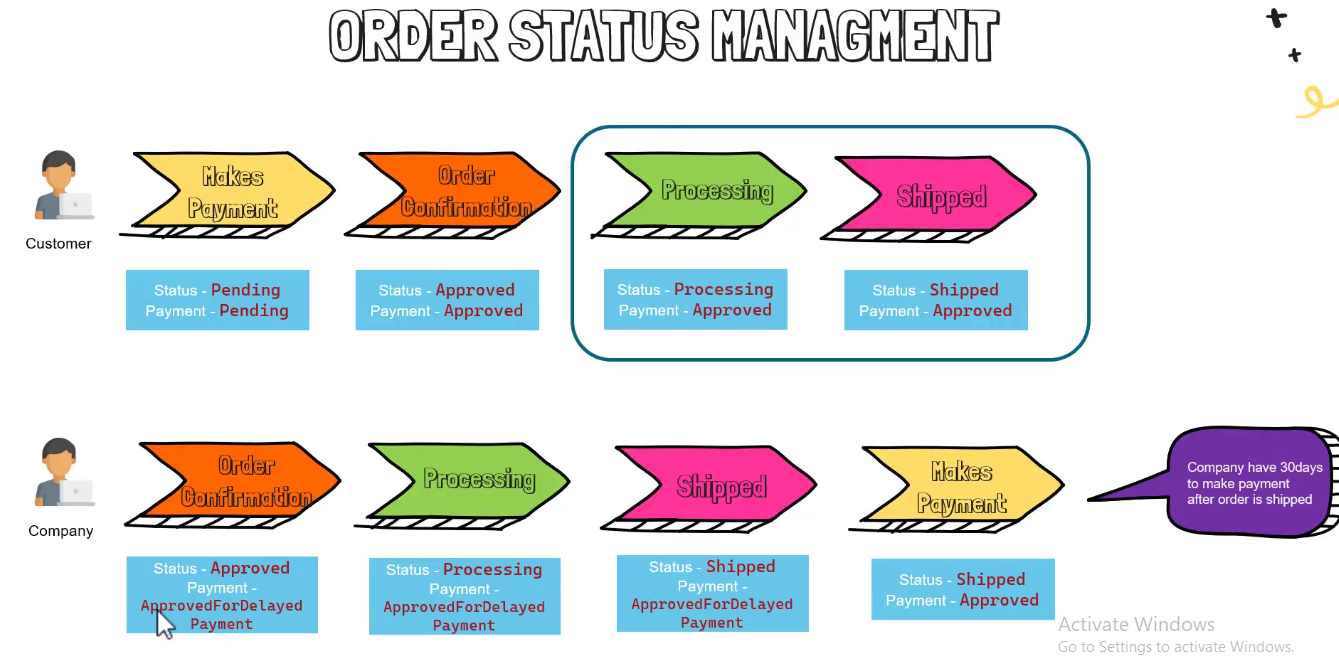 ORDER STATUS MANAGMENT
Makes
Payment
Order
Confirmation
Processing
Shipped
Customer
Status - Pending
Payment - Pending
Status - Approved
Payment - Approved
Status - Processing
Payment - Approved
Status - Shipped
Payment - Approved
Order
Confirmation
Processing
Shipped
Makes
Payment
Company have 30days
to make payment
after order is shipped
Company
Status - Approved
Payment -
ApprovedForDelayed
Payment
Status - Processing
Payment -
ApprovedForDelayed
Payment
Status - Shipped
Payment -
ApprovedForDelayed
Payment
Status - Shipped
Payment - Approved
Activate Windows
Go to Settings to activate Windows.